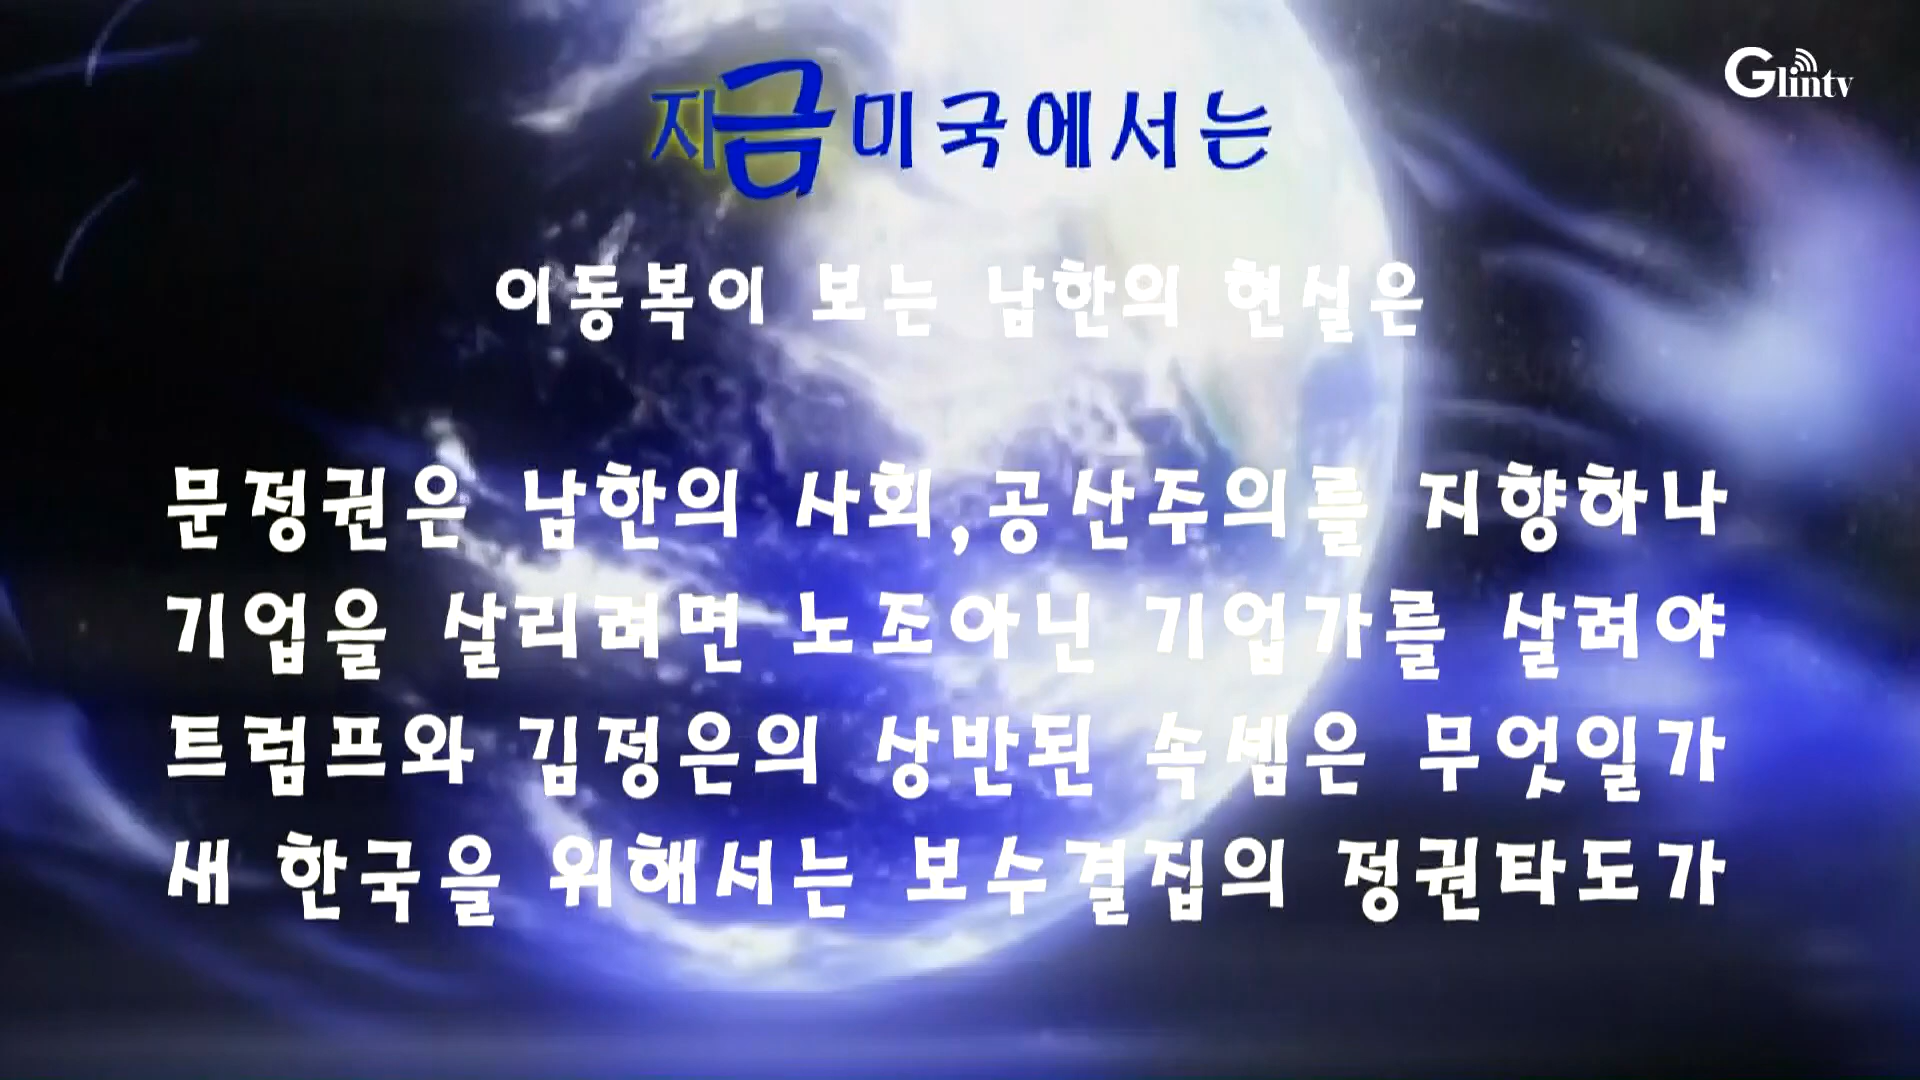 Glintv
지금 미국에서는
이동복이 보는 남한의 현실은
문정권은 남한의 사회,공산주의를 지향하나
기업을 살리려면 노조아닌 기업가를 살려야
트럼프와 김정은의 상반된 속셈은 무엇일가
새 한국을 위해서는 보수결집의 정권타도가